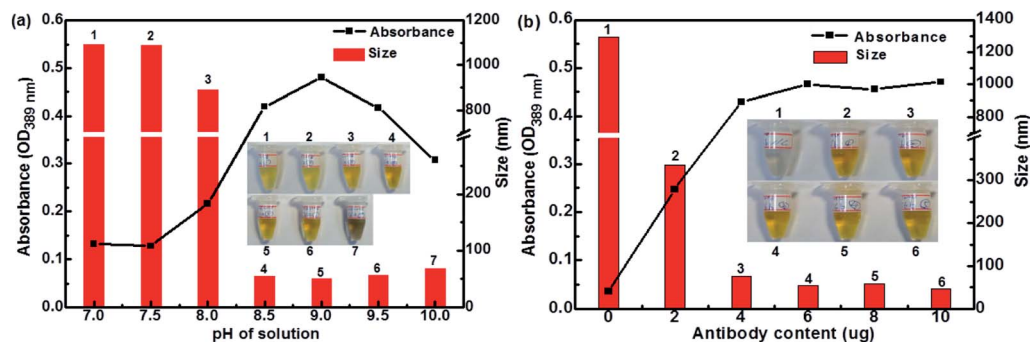 (a)
Absorbance
Size
Absorbance (OD389 nm)
0.6
0.5
0.4
0.3
0.2
0.1
0.0
1 2 3 4 5 6 7
1 2 3 4
5 6 7
1200
1000
800
200
100
0
Size (nm)
7.0 7.5 8.0 8.5 9.0 9.5 10.0
pH of solution
(b)
Absorbance
Size
Absorbance (OD389 nm)
0.6
0.5
0.4
0.3
0.2
0.1
0.0
1 2 3 4 5 6
1 2 3
4 5 6
1400
1200
1000
300
200
100
0
Size (nm)
0 2 4 6 8 10
Antibody content (ug)